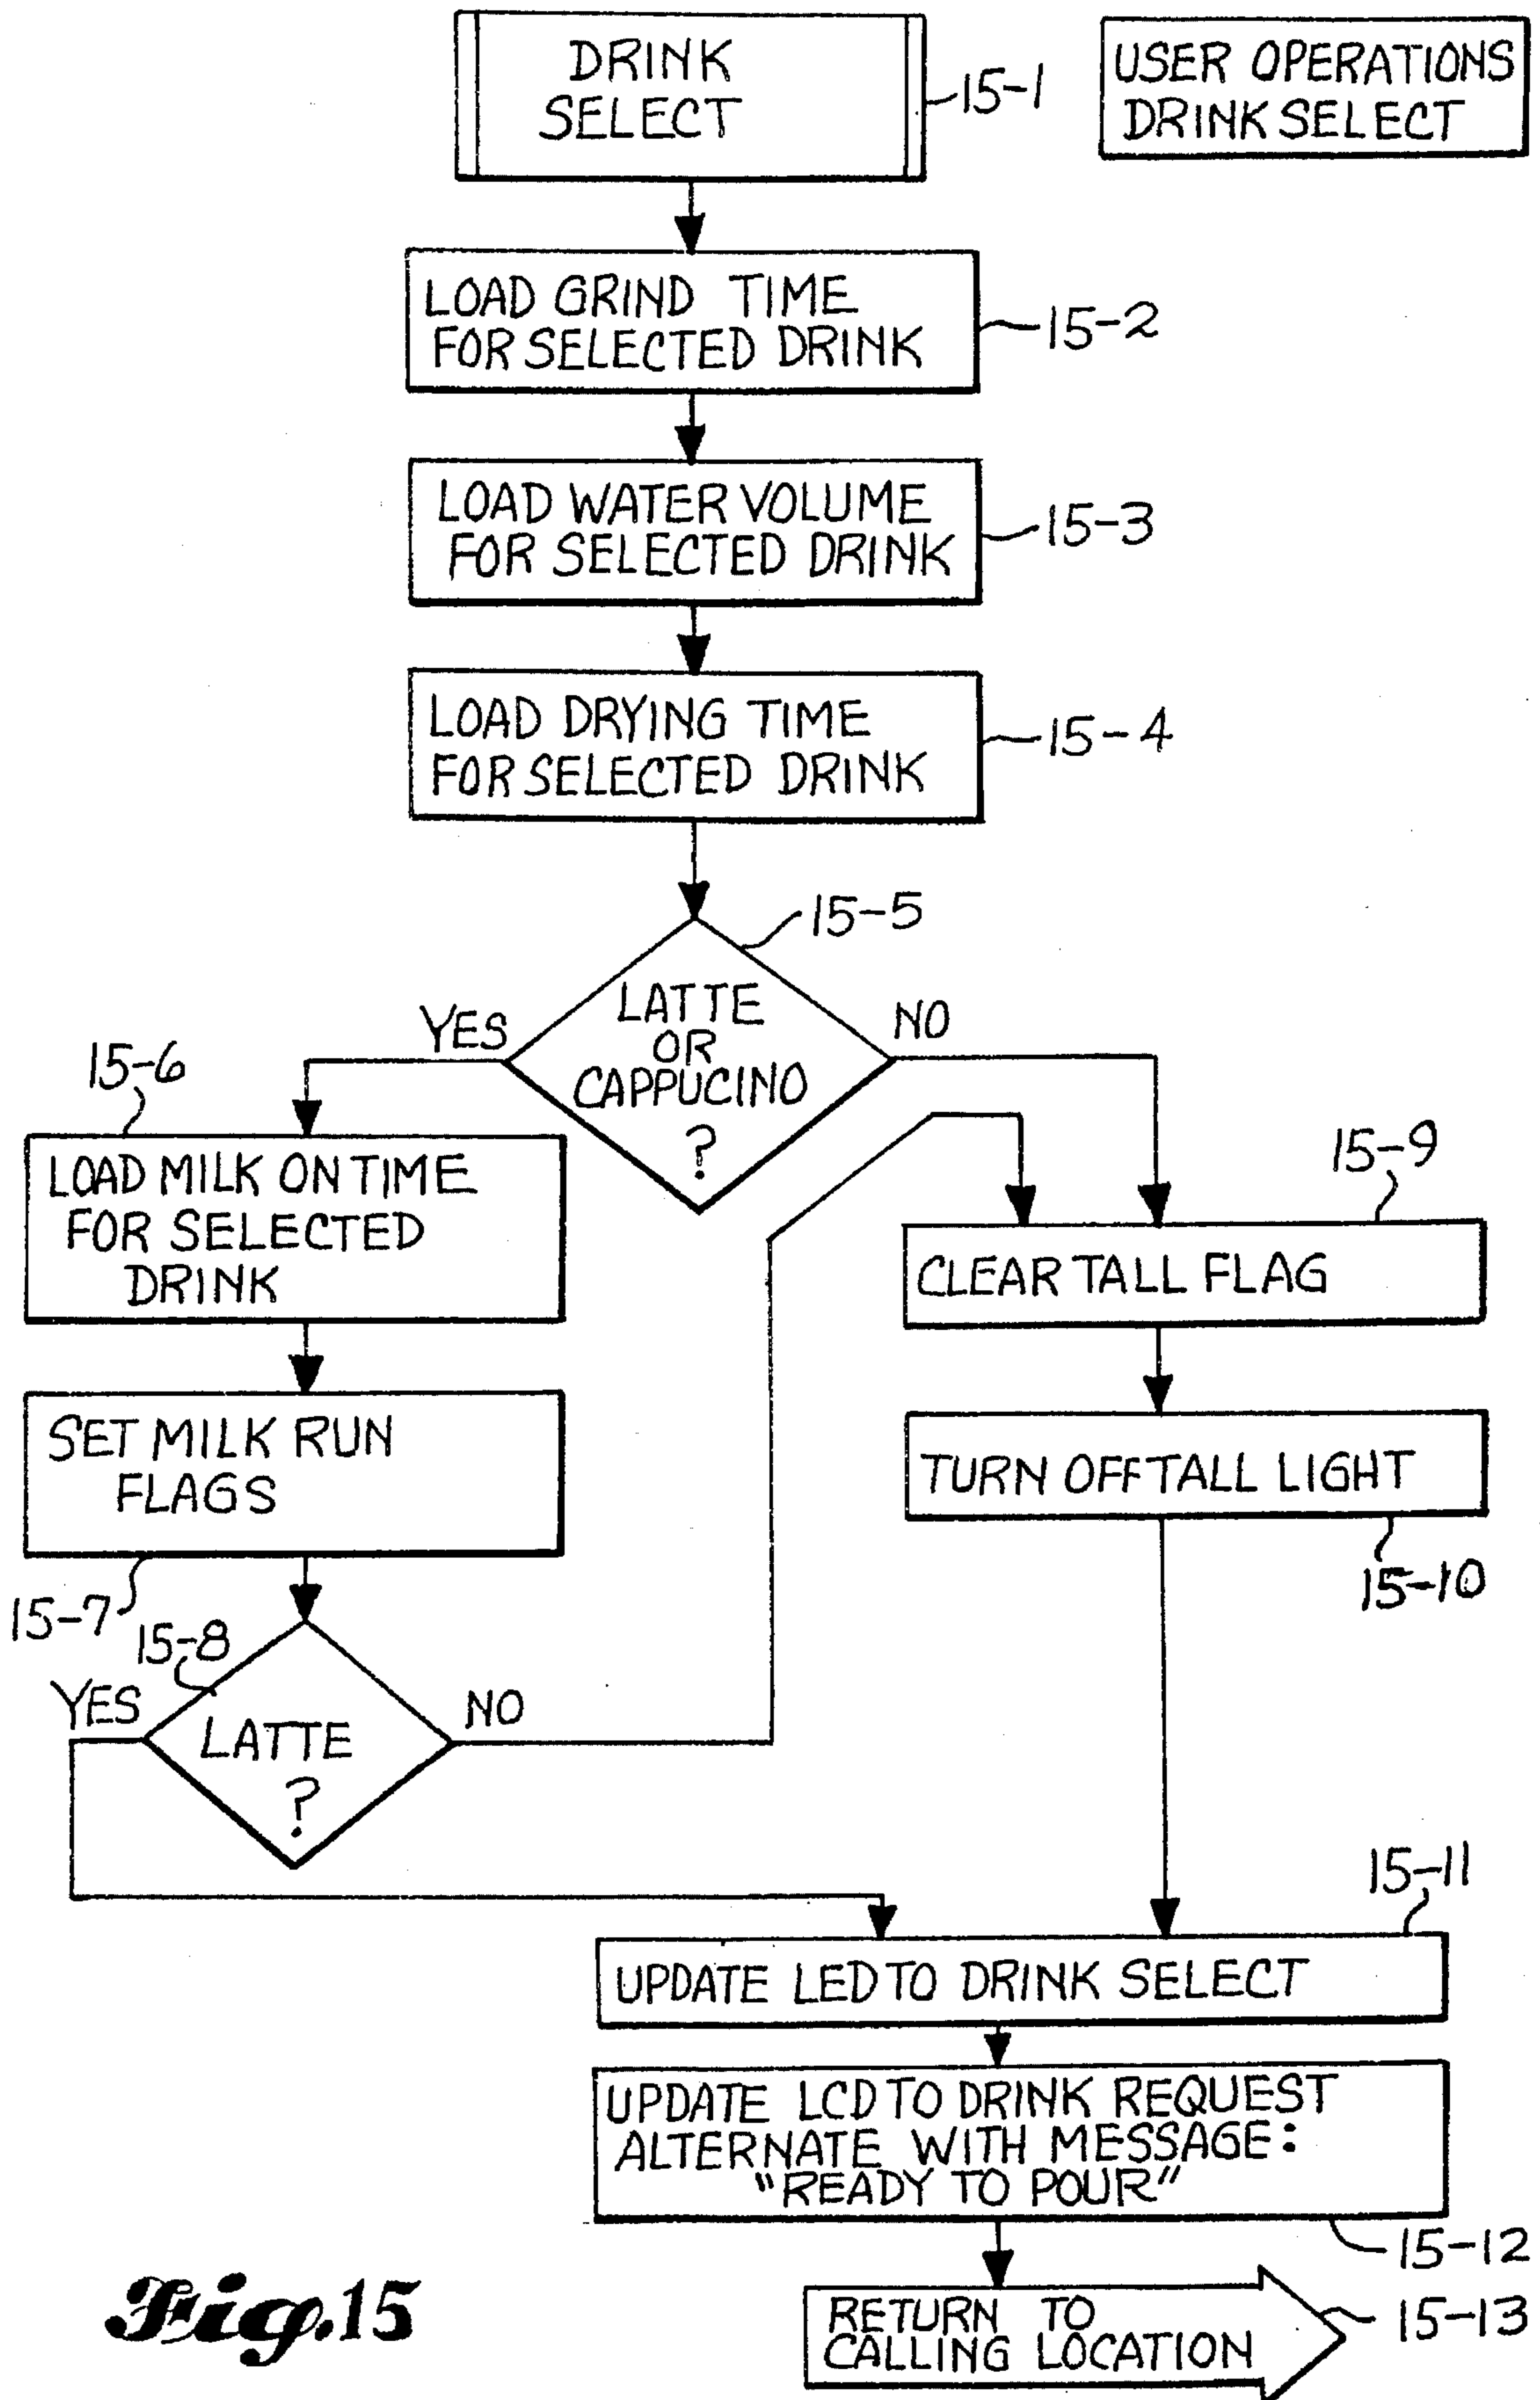 DRINK
SELECT
15-1
USER OPERATIONS
DRINK SELECT
LOAD GRIND TIME
FOR SELECTED DRINK
15-2
LOAD WATER VOLUME
FOR SELECTED DRINK
15-3
LOAD DRYING TIME
FOR SELECTED DRINK
15-4
15-5
LATTE
OR
CAPPUCINO
?
YES
NO
15-6
LOAD MILK ON TIME
FOR SELECTED
DRINK
15-9
CLEAR TALL FLAG
SET MILK RUN
FLAGS
15-7
TURN OFF TALL LIGHT
15-10
15-8
YES
LATTE
?
NO
15-11
UPDATE LED TO DRINK SELECT
UPDATE LCD TO DRINK REQUEST
ALTERNATE WITH MESSAGE:
"READY TO POUR"
15-12
RETURN TO
CALLING LOCATION
15-13
Fig.15